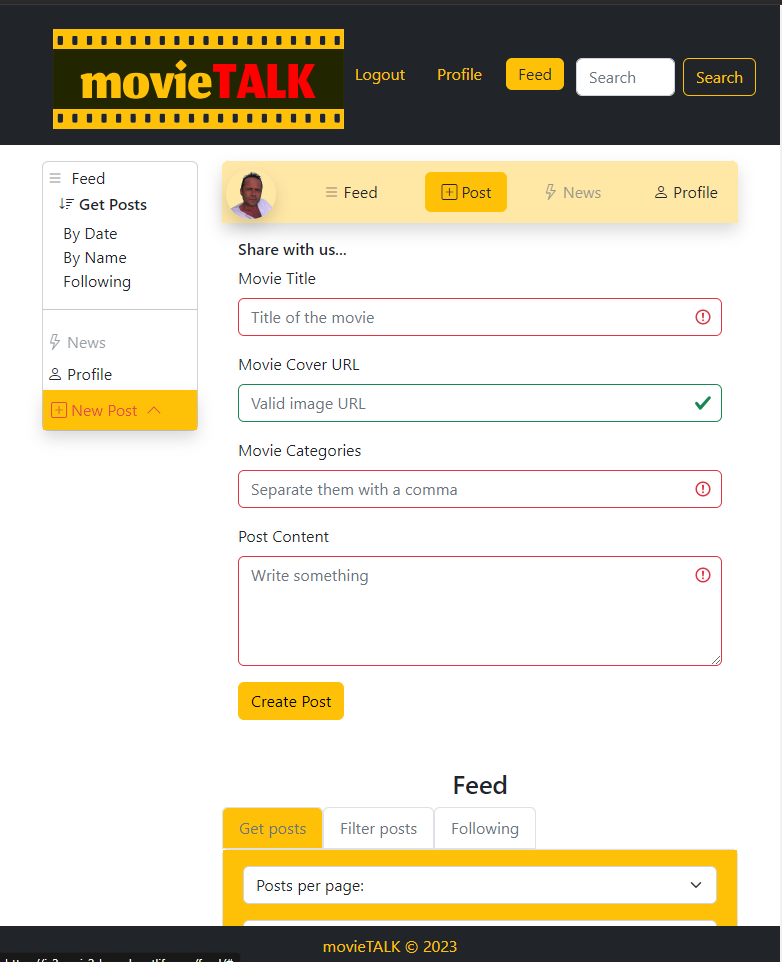 movieTALK
Logout Profile Feed Search Search
Feed
Get Posts
By Date
By Name
Following
News
Profile
New Post
Feed Post News Profile
Share with us...
Movie Title
Title of the movie
Movie Cover URL
Valid image URL
Movie Categories
Separate them with a comma
Post Content
Write something
Create Post
Feed
Get posts Filter posts Following
Posts per page:
movieTALK © 2023